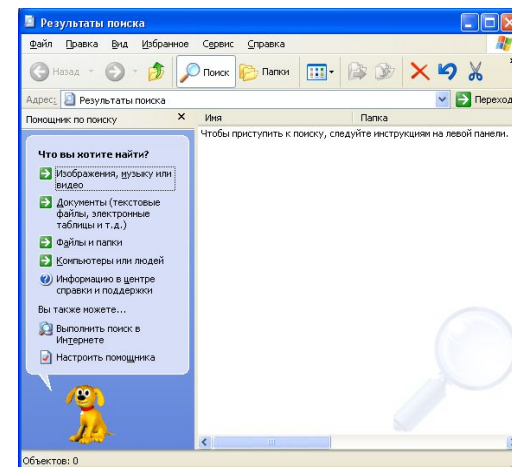 Результаты поиска
Файл Правка Вид Избранное Сервис Справка
Назад Поиск Папки
Адрес: Результаты поиска Переход
Помощник по поиску
Имя Папка
Чтобы приступить к поиску, следуйте инструкциям на левой панели.
Что вы хотите найти?
Изображения, музыку или
видео
Документы (текстовые
файлы, электронные
таблицы и т.д.)
Файлы и папки
Компьютеры или людей
Информацию в центре
справки и поддержки
Вы также можете...
Выполнить поиск в
Интернете
Настроить помощника
Объектов: 0